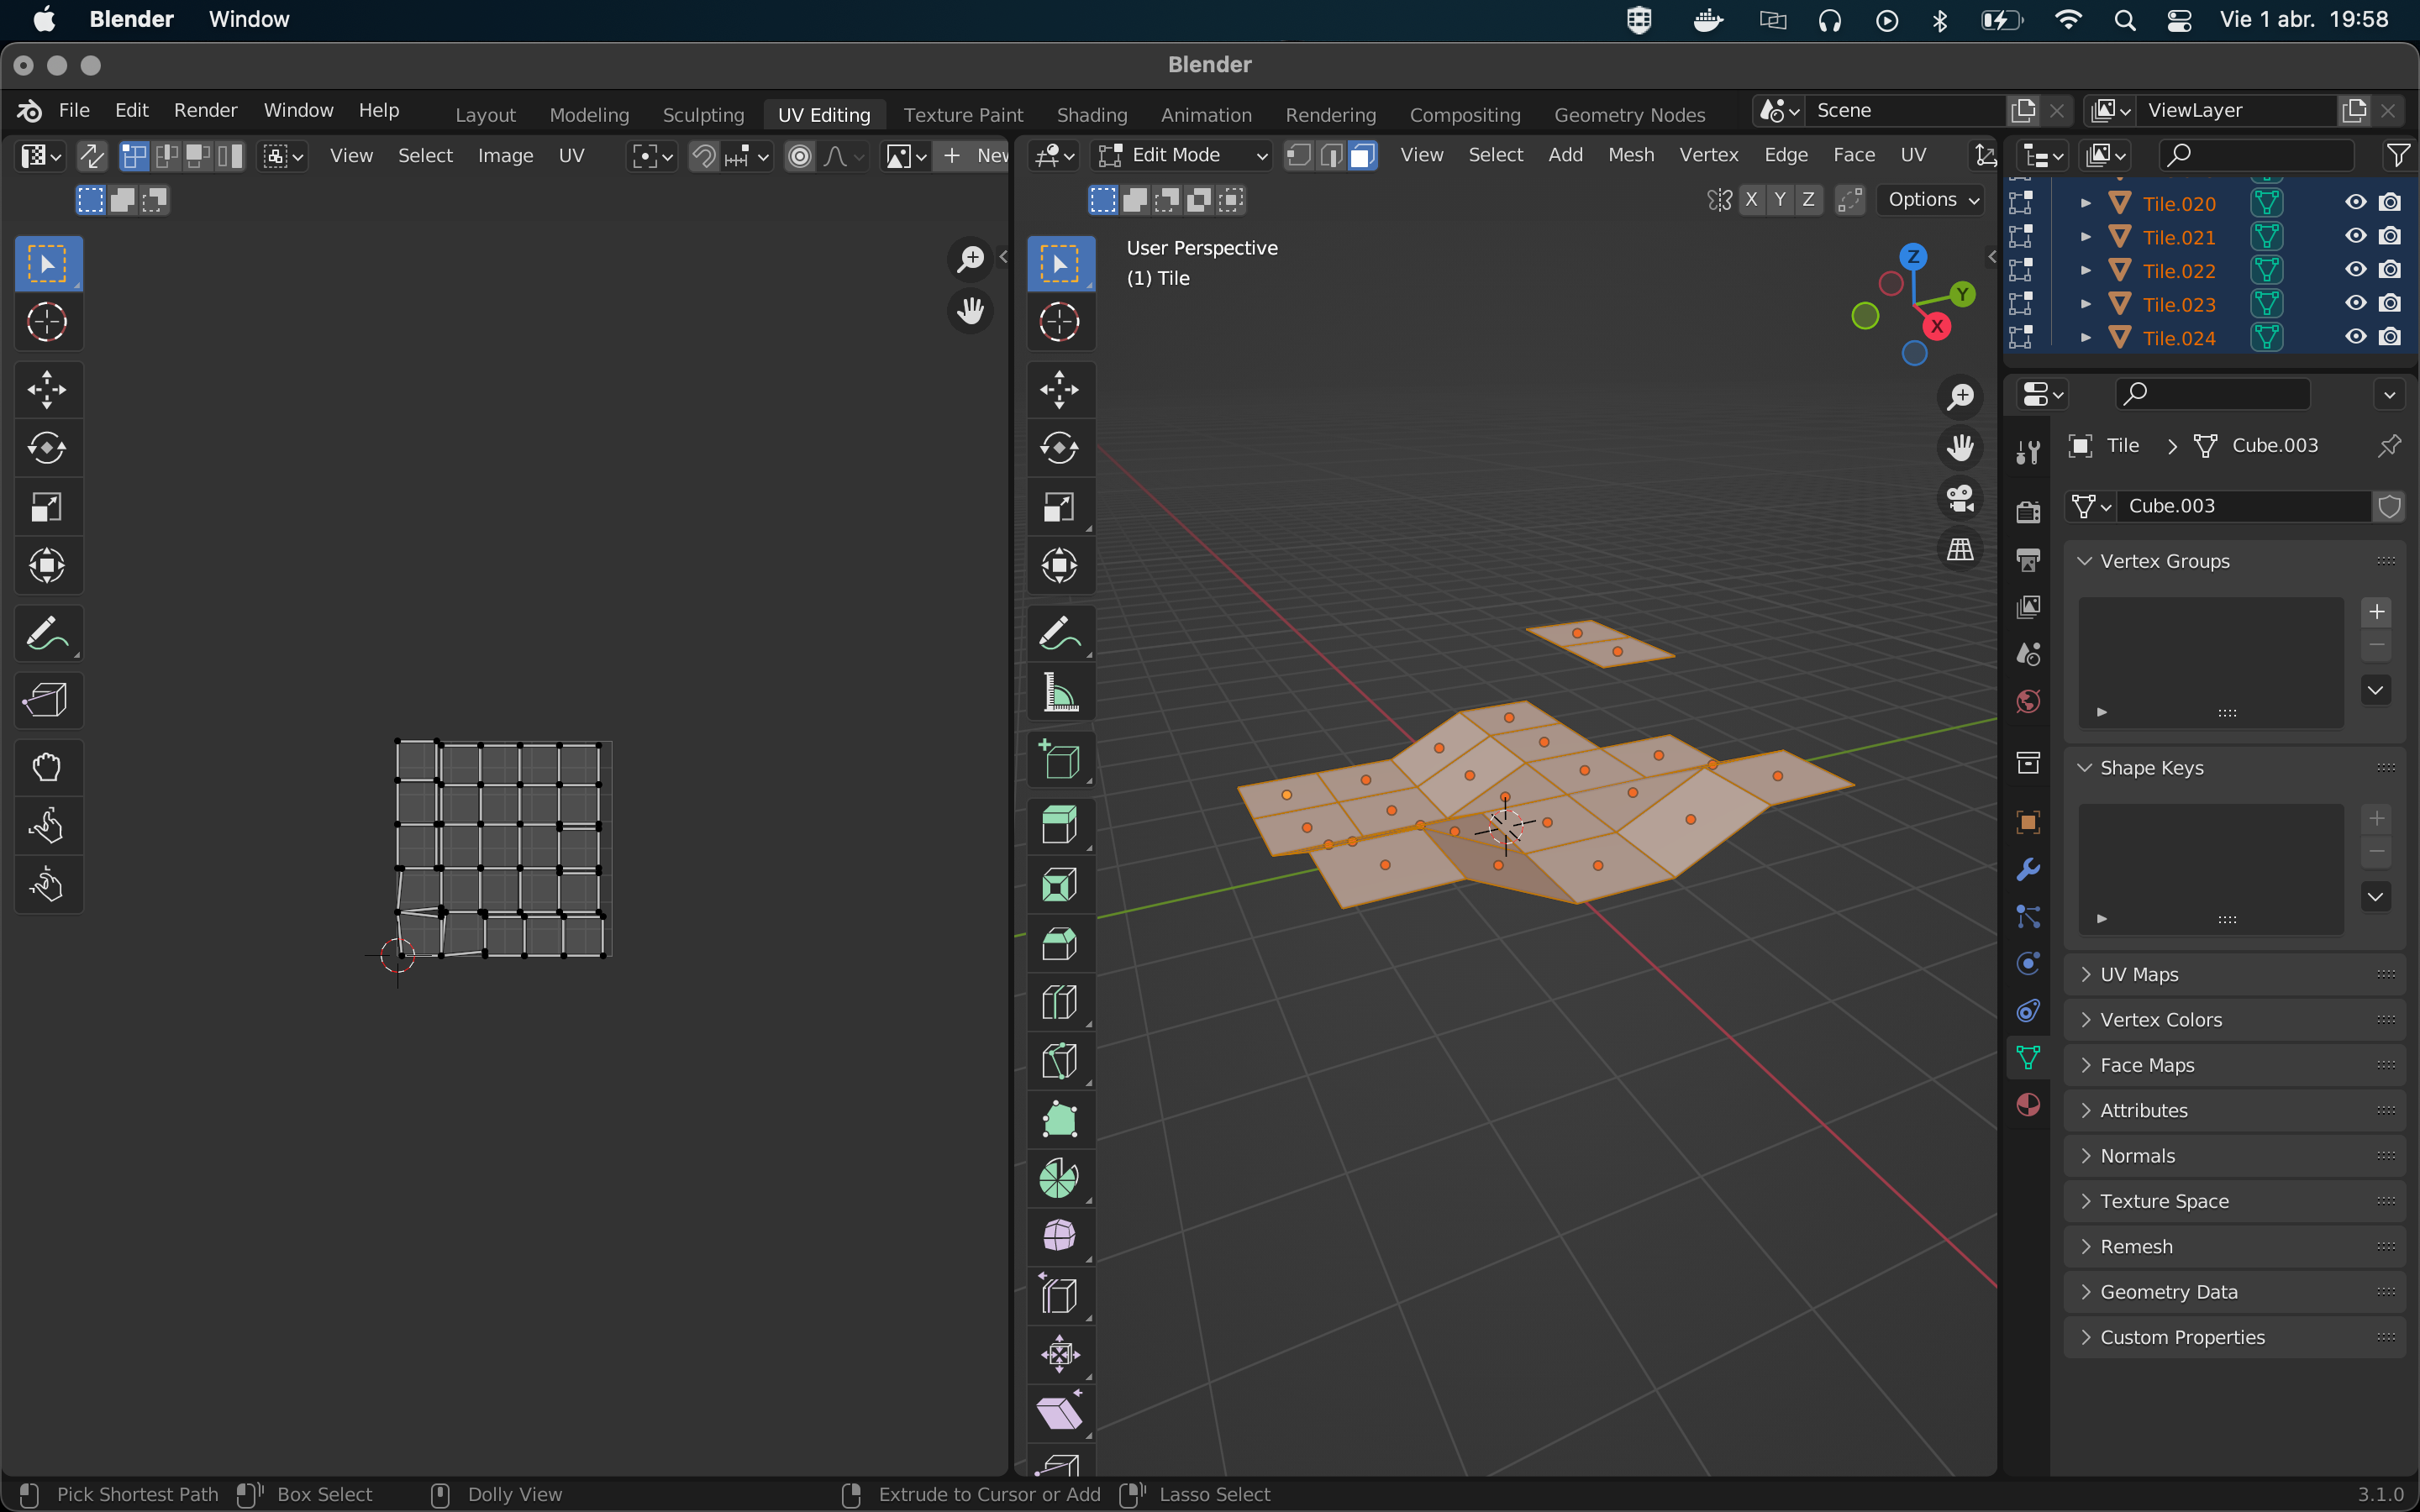 Blender Window Vie 1 abr. 19:58
Blender
File Edit Render Window Help Layout Modeling Sculpting UV Editing Texture Paint Shading Animation Rendering Compositing Geometry Nodes Scene ViewLayer
View Select Image UV New Edit Mode View Select Add Mesh Vertex Edge Face UV
X Y Z Options
Tile.020
Tile.021
Tile.022
Tile.023
Tile.024
User Perspective
(1) Tile
Z
Y
X
Tile Cube.003
Cube.003
Vertex Groups
Shape Keys
UV Maps
Vertex Colors
Face Maps
Attributes
Normals
Texture Space
Remesh
Geometry Data
Custom Properties
Pick Shortest Path Box Select Dolly View Extrude to Cursor or Add Lasso Select 3.1.0